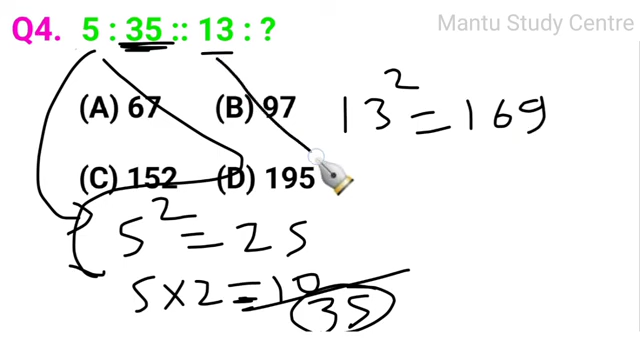 Mantu Study Centre
Q4. 5 : 35 :: 13 : ?
(A) 67 (B) 97
(C) 152 (D) 195
13² = 169
5² = 25
5 × 2 = 10
35